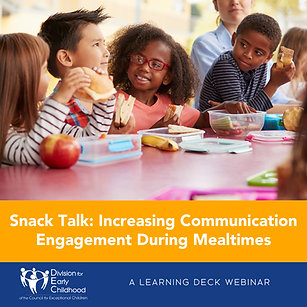 Snack Talk: Increasing Communication
Engagement During Mealtimes
Division for
Early
Childhood
of the Council for Exceptional Children
A LEARNING DECK WEBINAR